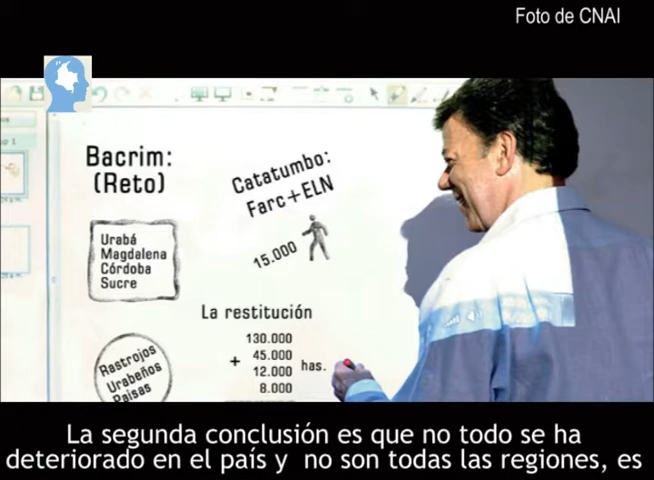 Foto de CNAI
Bacrim:
(Reto)
Catatumbo:
Farc+ELN
15.000
Urabá
Magdalena
Córdoba
Sucre
La restitución
130.000
+ 45.000
12.000 has.
8.000
Rastrojos
Urabeños
Paisas
La segunda conclusión es que no todo se ha
deteriorado en el país y no son todas las regiones, es